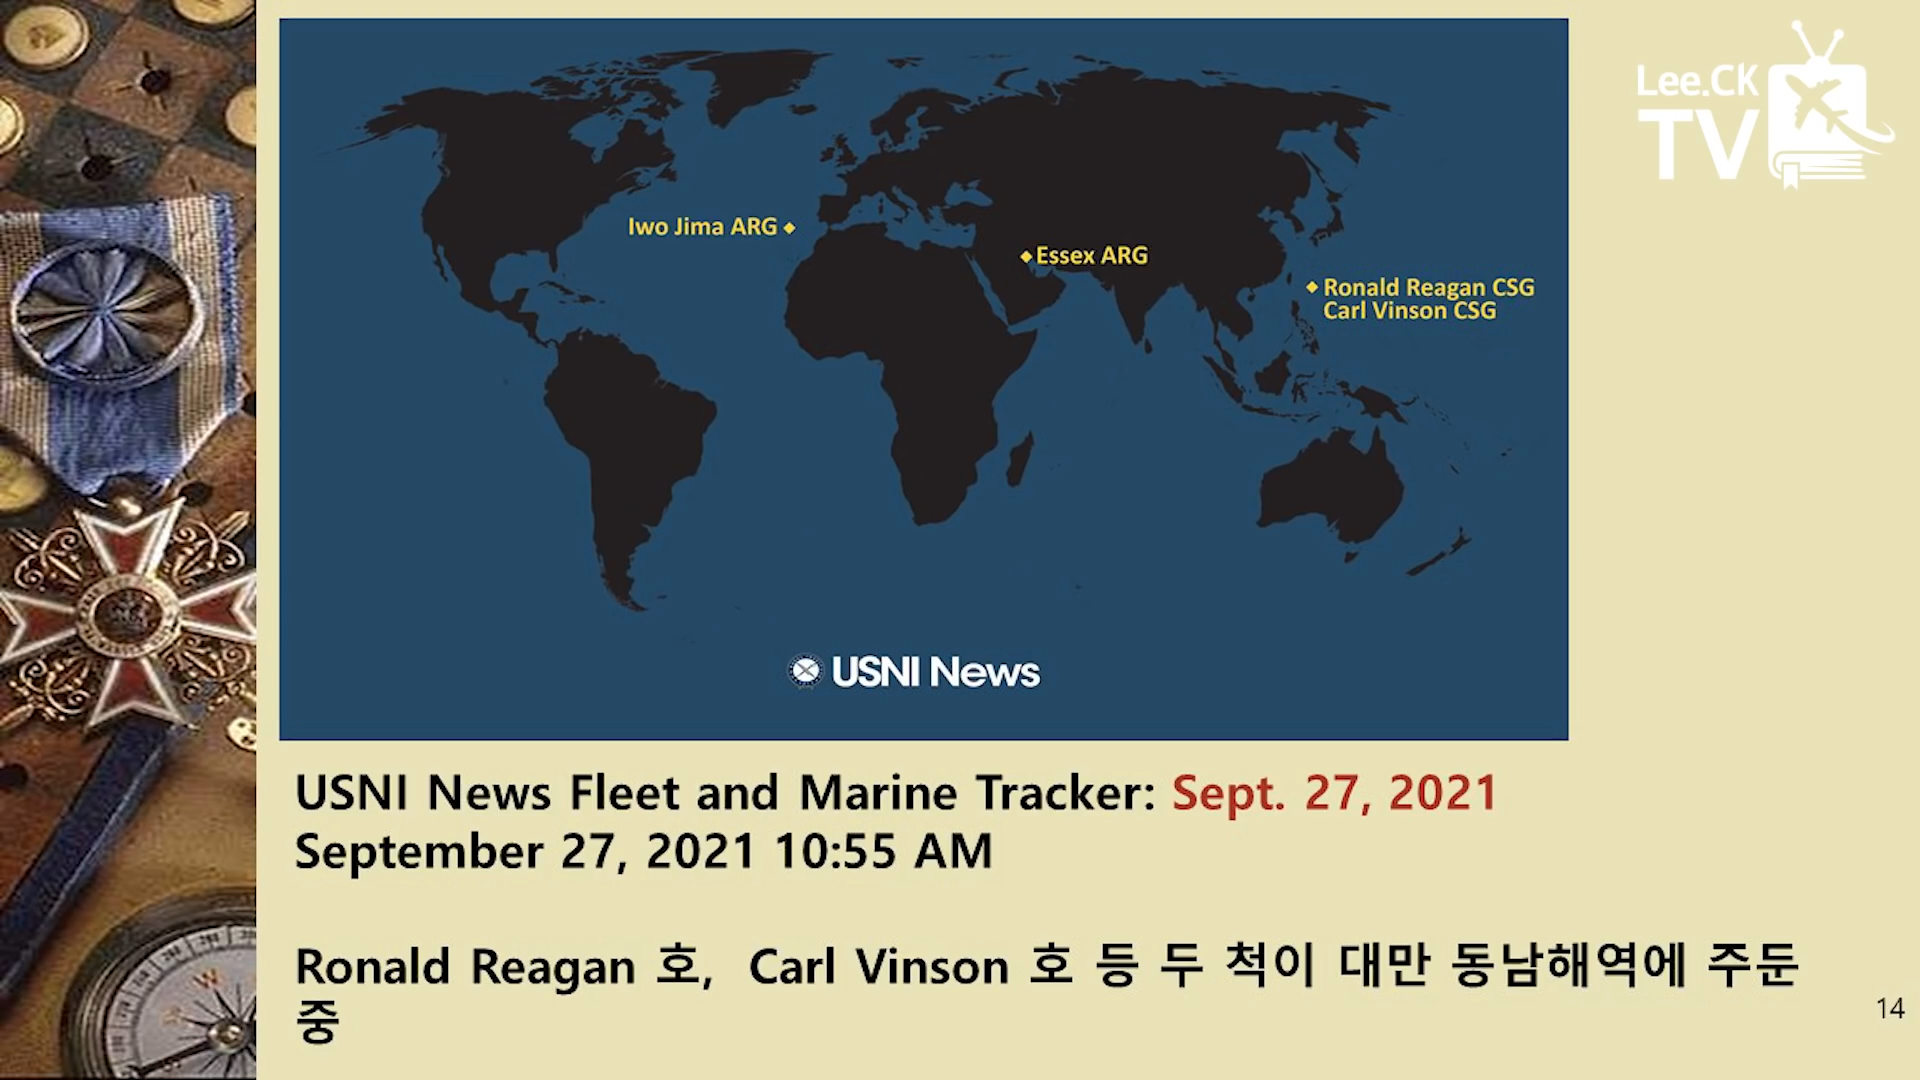 Lee.CK
TV
Iwo Jima ARG
Essex ARG
Ronald Reagan CSG
Carl Vinson CSG
USNI News
USNI News Fleet and Marine Tracker: Sept. 27, 2021
September 27, 2021 10:55 AM
Ronald Reagan 호, Carl Vinson 호 등 두 척이 대만 동남해역에 주둔
중
14